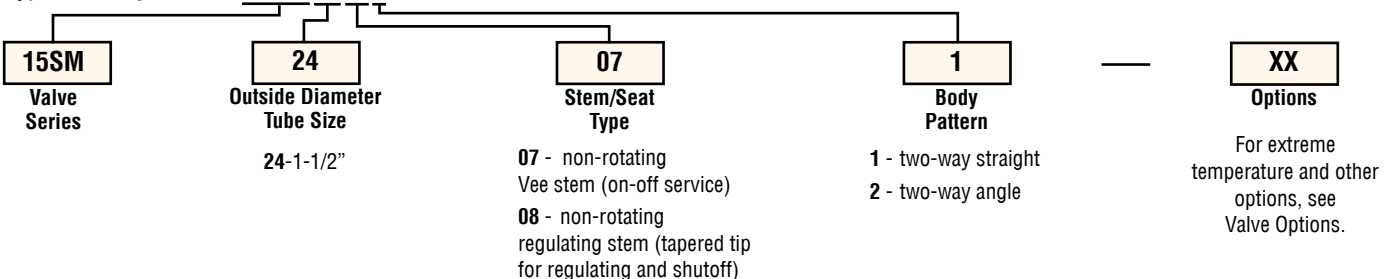 15SM
Valve
Series
24
Outside Diameter
Tube Size
24-1-1/2”
07
Stem/Seat
Type
07 - non-rotating
Vee stem (on-off service)
08 - non-rotating
regulating stem (tapered tip
for regulating and shutoff)
1
Body
Pattern
1 - two-way straight
2 - two-way angle
—
XX
Options
For extreme
temperature and other
options, see
Valve Options.